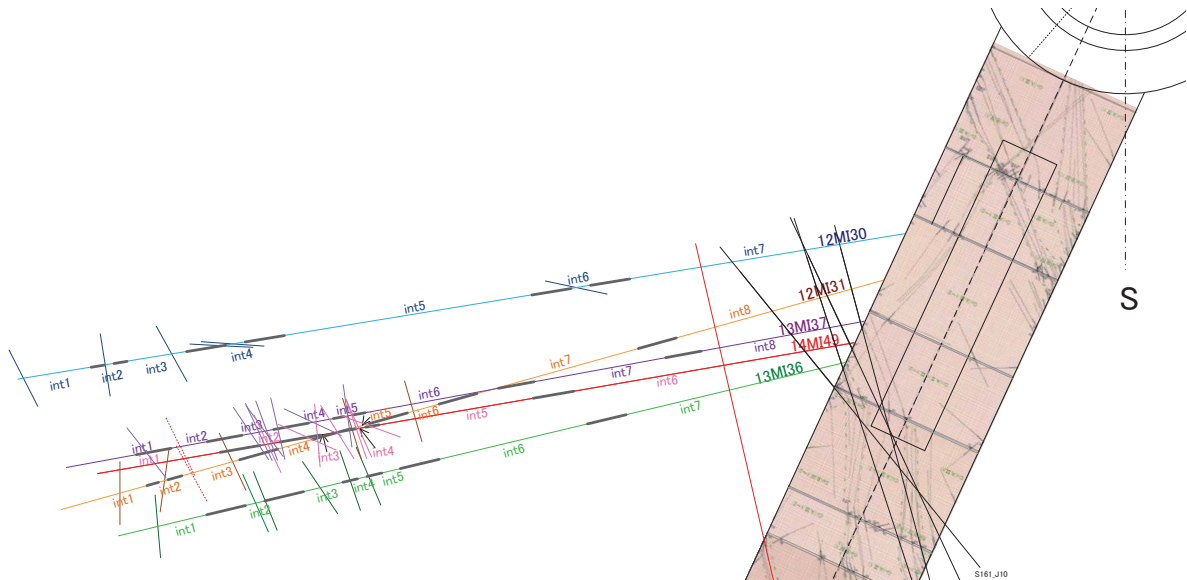 S
12MI30
int7
int6
int5
int4
int3
int2
int1
12MI31
int8
int7
int6
int5
int4
int3
int2
int1
13MI37
int8
int7
int6
int5
int4
int3
int2
int1
14MI49
int6
int5
int4
int3
int2
int1
13MI36
int7
int6
int5
int4
int3
int2
int1
S161_J10